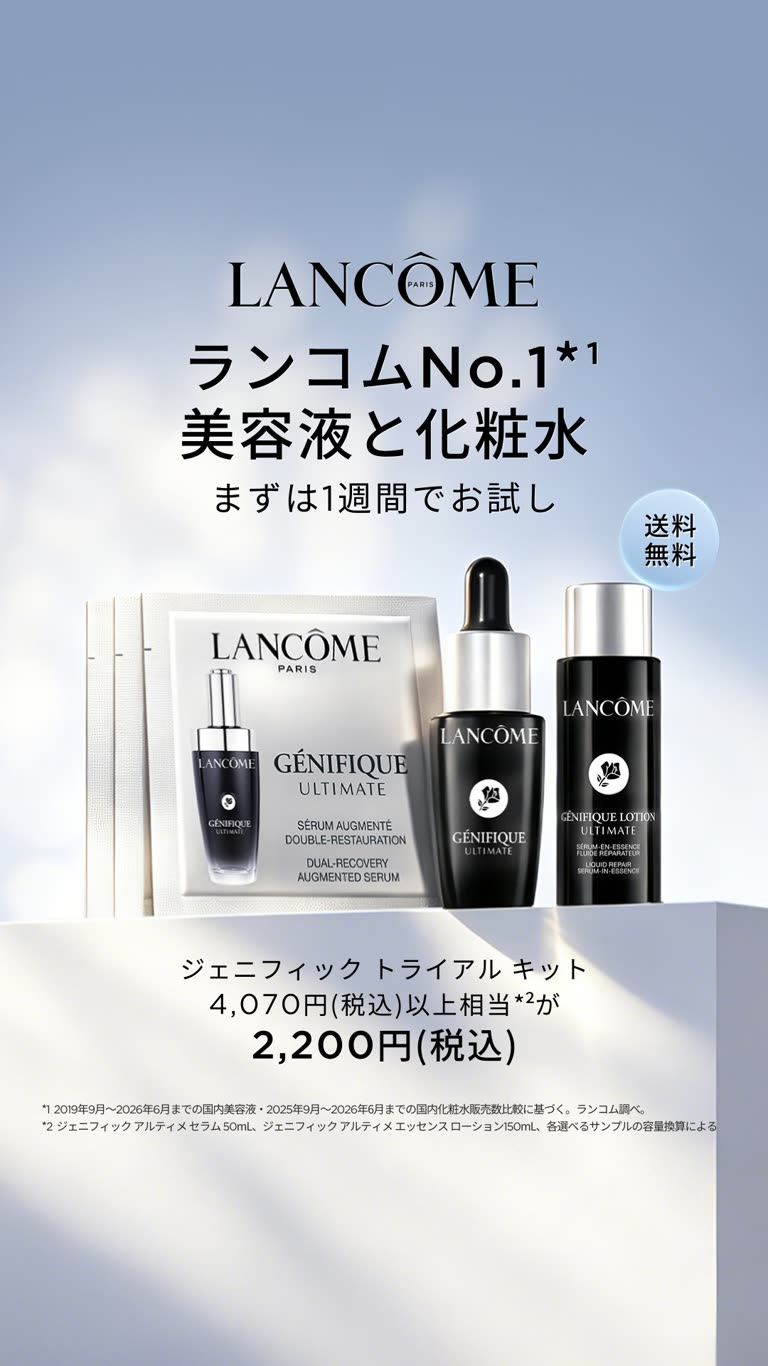 LANCÔME
PARIS
ランコムNo.1*1
美容液と化粧水
まずは1週間でお試し
送料
無料
LANCÔME
PARIS
LANCÔME
GÉNIFIQUE
ULTIMATE
GÉNIFIQUE
ULTIMATE
SÉRUM AUGMENTÉ
DOUBLE-RESTAURATION
DUAL-RECOVERY
AUGMENTED SERUM
LANCÔME
GÉNIFIQUE
ULTIMATE
LANCÔME
GÉNIFIQUE LOTION
ULTIMATE
SÉRUM-EN-ESSENCE
FLUIDE RÉPARATEUR
LIQUID REPAIR
SERUM-IN-ESSENCE
ジェニフィック トライアル キット
4,070円(税込)以上相当*2が
2,200円(税込)
*1 2019年9月〜2026年6月までの国内美容液・2025年9月〜2026年6月までの国内化粧水販売数比較に基づく。ランコム調べ。
*2 ジェニフィック アルティメ セラム 50mL、ジェニフィック アルティメ エッセンス ローション150mL、各選べるサンプルの容量換算による